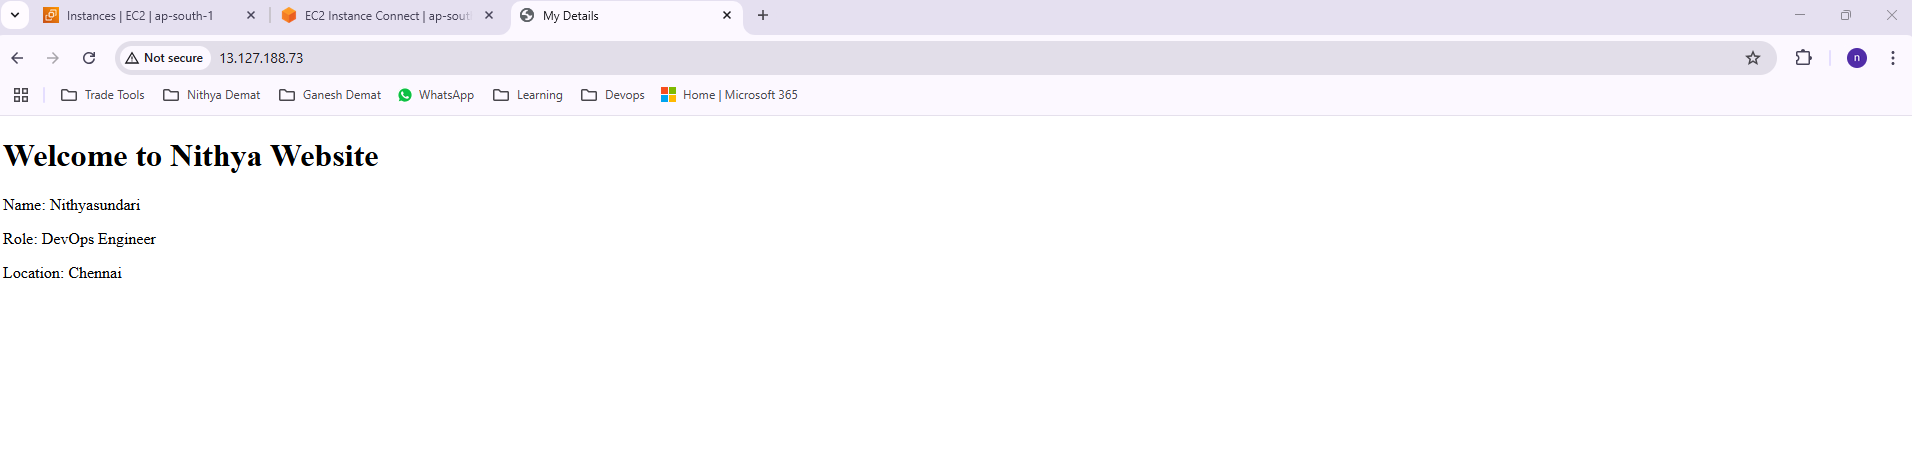 Instances | EC2 | ap-south-1
EC2 Instance Connect | ap-sout
My Details
Not secure
13.127.188.73
n
Trade Tools
Nithya Demat
Ganesh Demat
WhatsApp
Learning
Devops
Home | Microsoft 365
Welcome to Nithya Website
Name: Nithyasundari
Role: DevOps Engineer
Location: Chennai